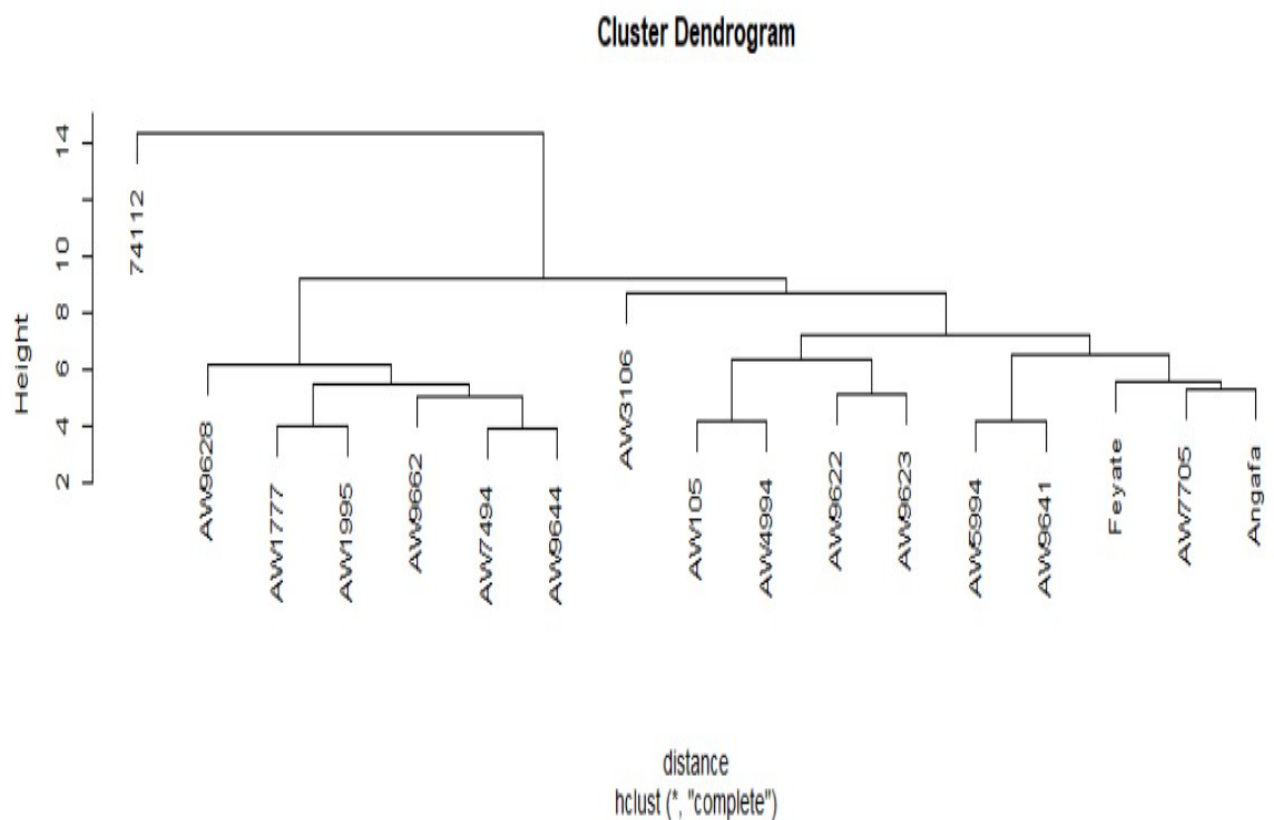 Cluster Dendrogram
Height
14
10
8
6
4
2
74112
AW9628
AW1777
AW1995
AW9662
AW7494
AW9644
AW3106
AW105
AW4994
AW9622
AW9623
AW5994
AW9641
Feyate
AW7705
Angafa
distance
hclust (*, "complete")